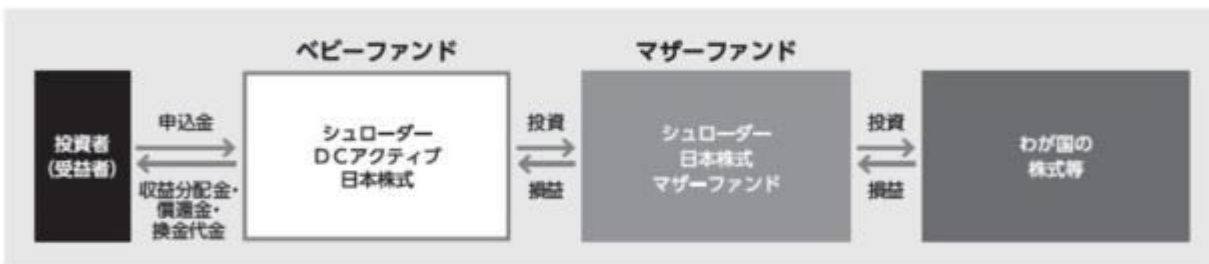 ベビーファンド
マザーファンド
投資者
(受益者)
申込金
収益分配金・
償還金・
換金代金
シュローダー
DCアクティブ
日本株式
投資
損益
シュローダー
日本株式
マザーファンド
投資
損益
わが国の
株式等